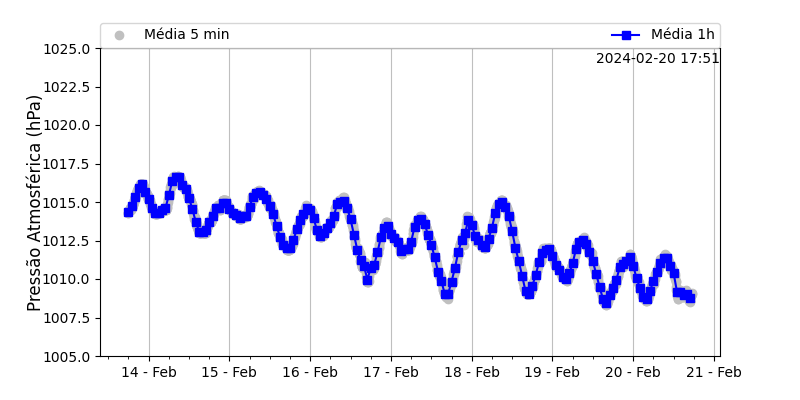 Média 5 min
Média 1h
2024-02-20 17:51
Pressão Atmosférica (hPa)
1025.0
1022.5
1020.0
1017.5
1015.0
1012.5
1010.0
1007.5
1005.0
14 - Feb
15 - Feb
16 - Feb
17 - Feb
18 - Feb
19 - Feb
20 - Feb
21 - Feb